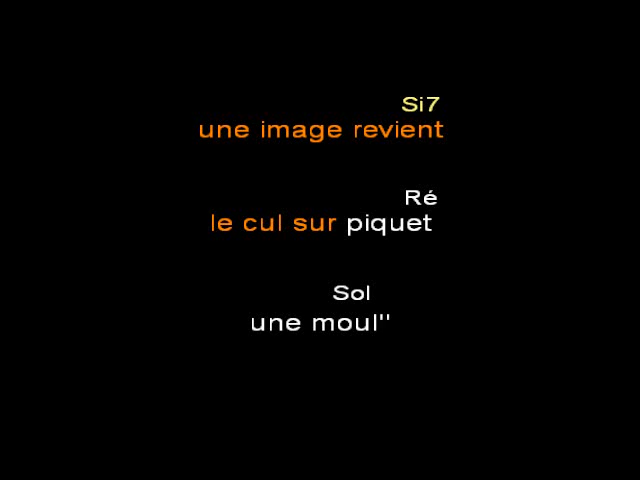 Si7
une image revient
Ré
le cul sur piquet
Sol
une moul"